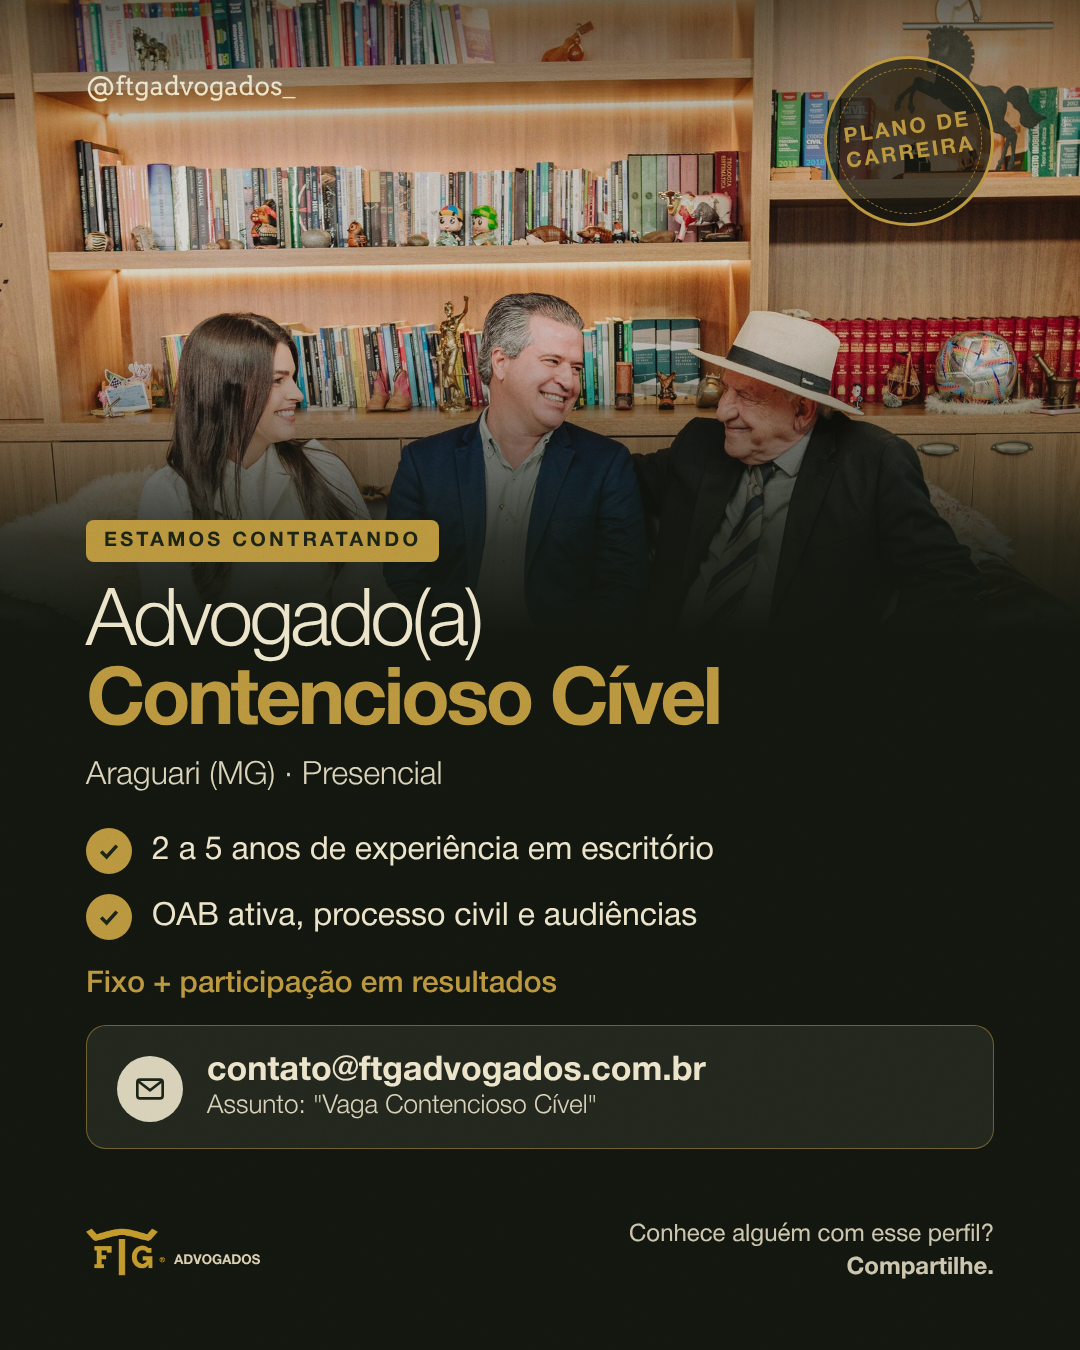 @ftgadvogados_
PLANO DE
CARREIRA
2018
2018
ESTAMOS CONTRATANDO
Advogado(a)
Contencioso Cível
Araguari (MG) · Presencial
2 a 5 anos de experiência em escritório
OAB ativa, processo civil e audiências
Fixo + participação em resultados
contato@ftgadvogados.com.br
Assunto: "Vaga Contencioso Cível"
FTG® ADVOGADOS
Conhece alguém com esse perfil?
Compartilhe.